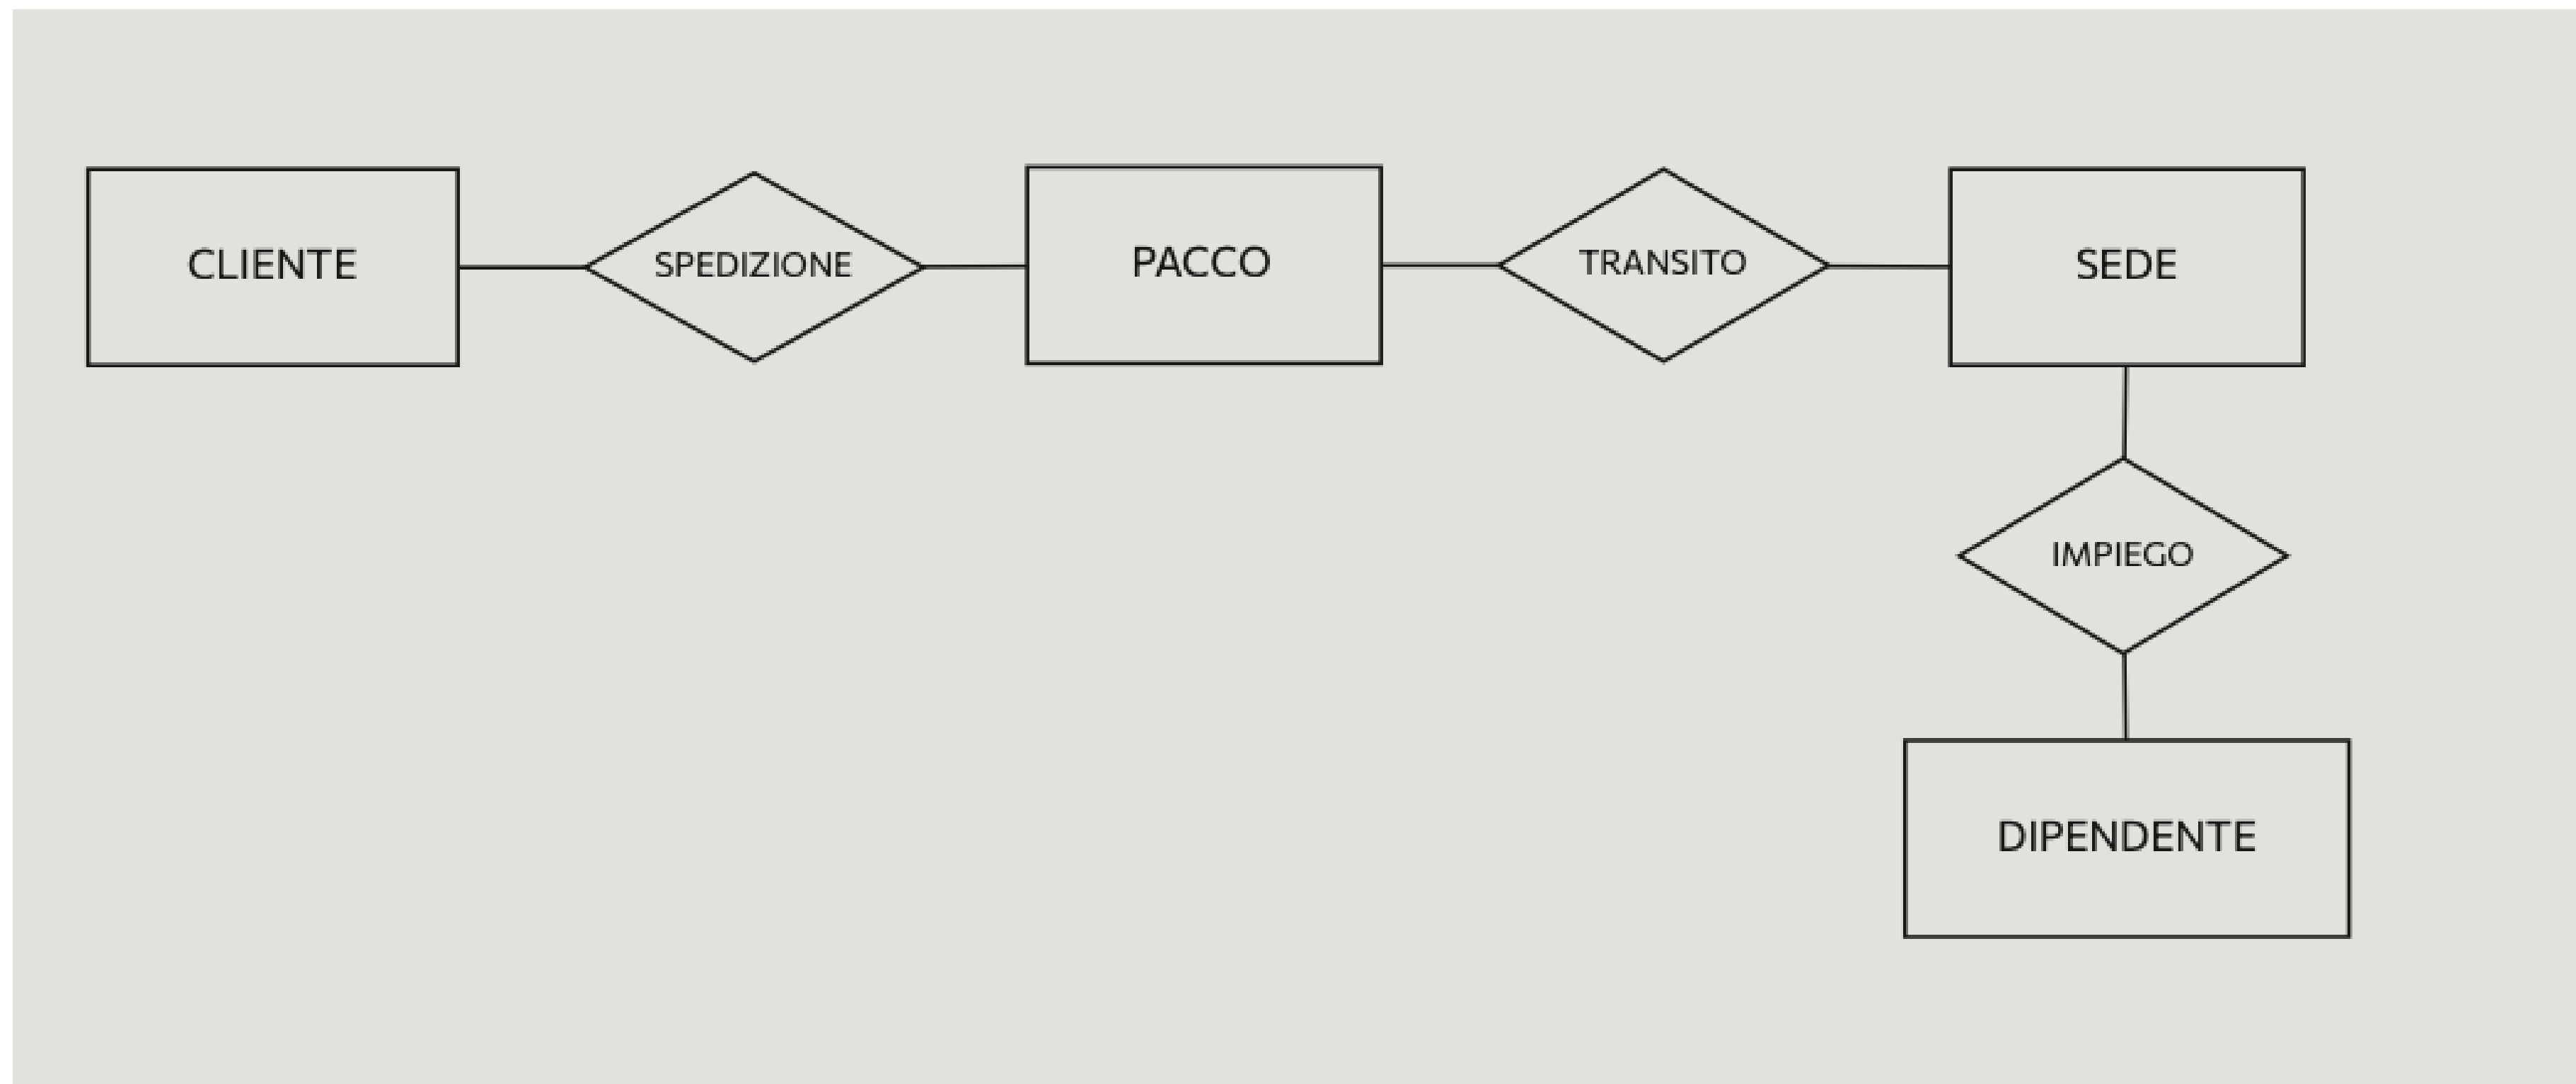 CLIENTE
SPEDIZIONE
PACCO
TRANSITO
SEDE
IMPIEGO
DIPENDENTE